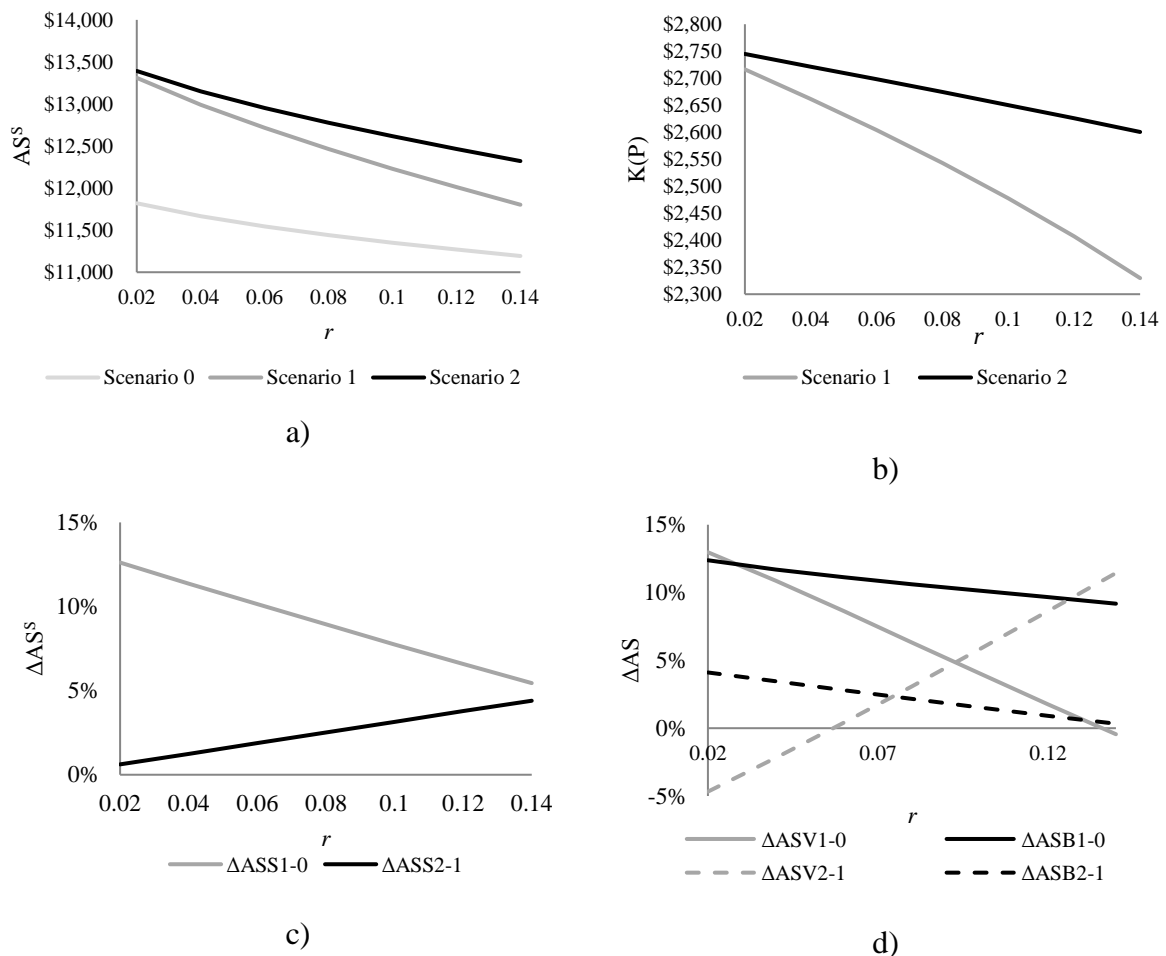 $14,000
$13,500
$13,000
$12,500
$12,000
$11,500
$11,000
AS^S
0.02 0.04 0.06 0.08 0.1 0.12 0.14
r
Scenario 0 Scenario 1 Scenario 2
a)
$2,800
$2,750
$2,700
$2,650
$2,600
$2,550
$2,500
$2,450
$2,400
$2,350
$2,300
K(P)
0.02 0.04 0.06 0.08 0.1 0.12 0.14
r
Scenario 1 Scenario 2
b)
15%
10%
5%
0%
ΔAS^S
0.02 0.04 0.06 0.08 0.1 0.12 0.14
r
ΔASS1-0 ΔASS2-1
c)
15%
10%
5%
0%
-5%
ΔAS
0.02 0.07 0.12
r
ΔASV1-0 ΔASB1-0
ΔASV2-1 ΔASB2-1
d)